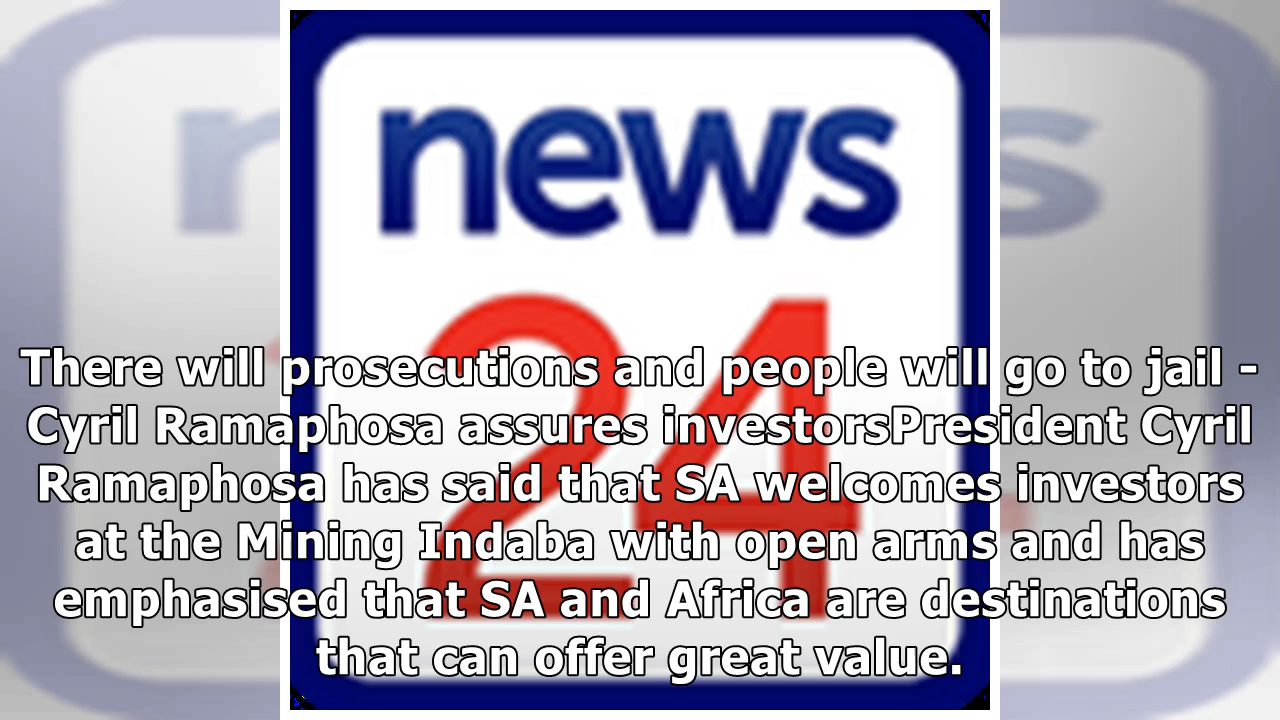 news
24
There will prosecutions and people will go to jail -
Cyril Ramaphosa assures investorsPresident Cyril
Ramaphosa has said that SA welcomes investors
at the Mining Indaba with open arms and has
emphasised that SA and Africa are destinations
that can offer great value.